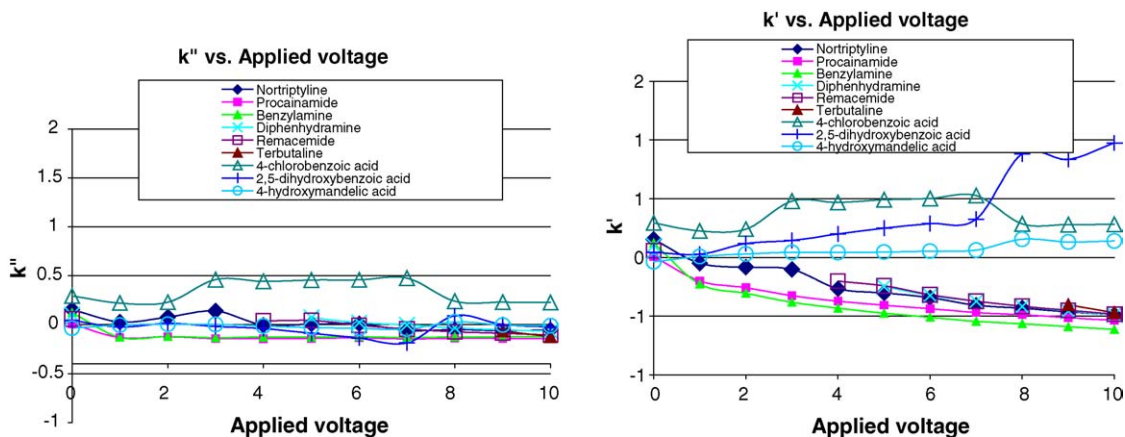 k" vs. Applied voltage
Nortriptyline
Procainamide
Benzylamine
Diphenhydramine
Remacemide
Terbutaline
4-chlorobenzoic acid
2,5-dihydroxybenzoic acid
4-hydroxymandelic acid
2
1.5
1
0.5
0
-0.5
-1
k"
0 2 4 6 8 10
Applied voltage
k' vs. Applied voltage
Nortriptyline
Procainamide
Benzylamine
Diphenhydramine
Remacemide
Terbutaline
4-chlorobenzoic acid
2,5-dihydroxybenzoic acid
4-hydroxymandelic acid
2
1
1
0
-1
-1
k'
0 2 4 6 8 10
Applied voltage